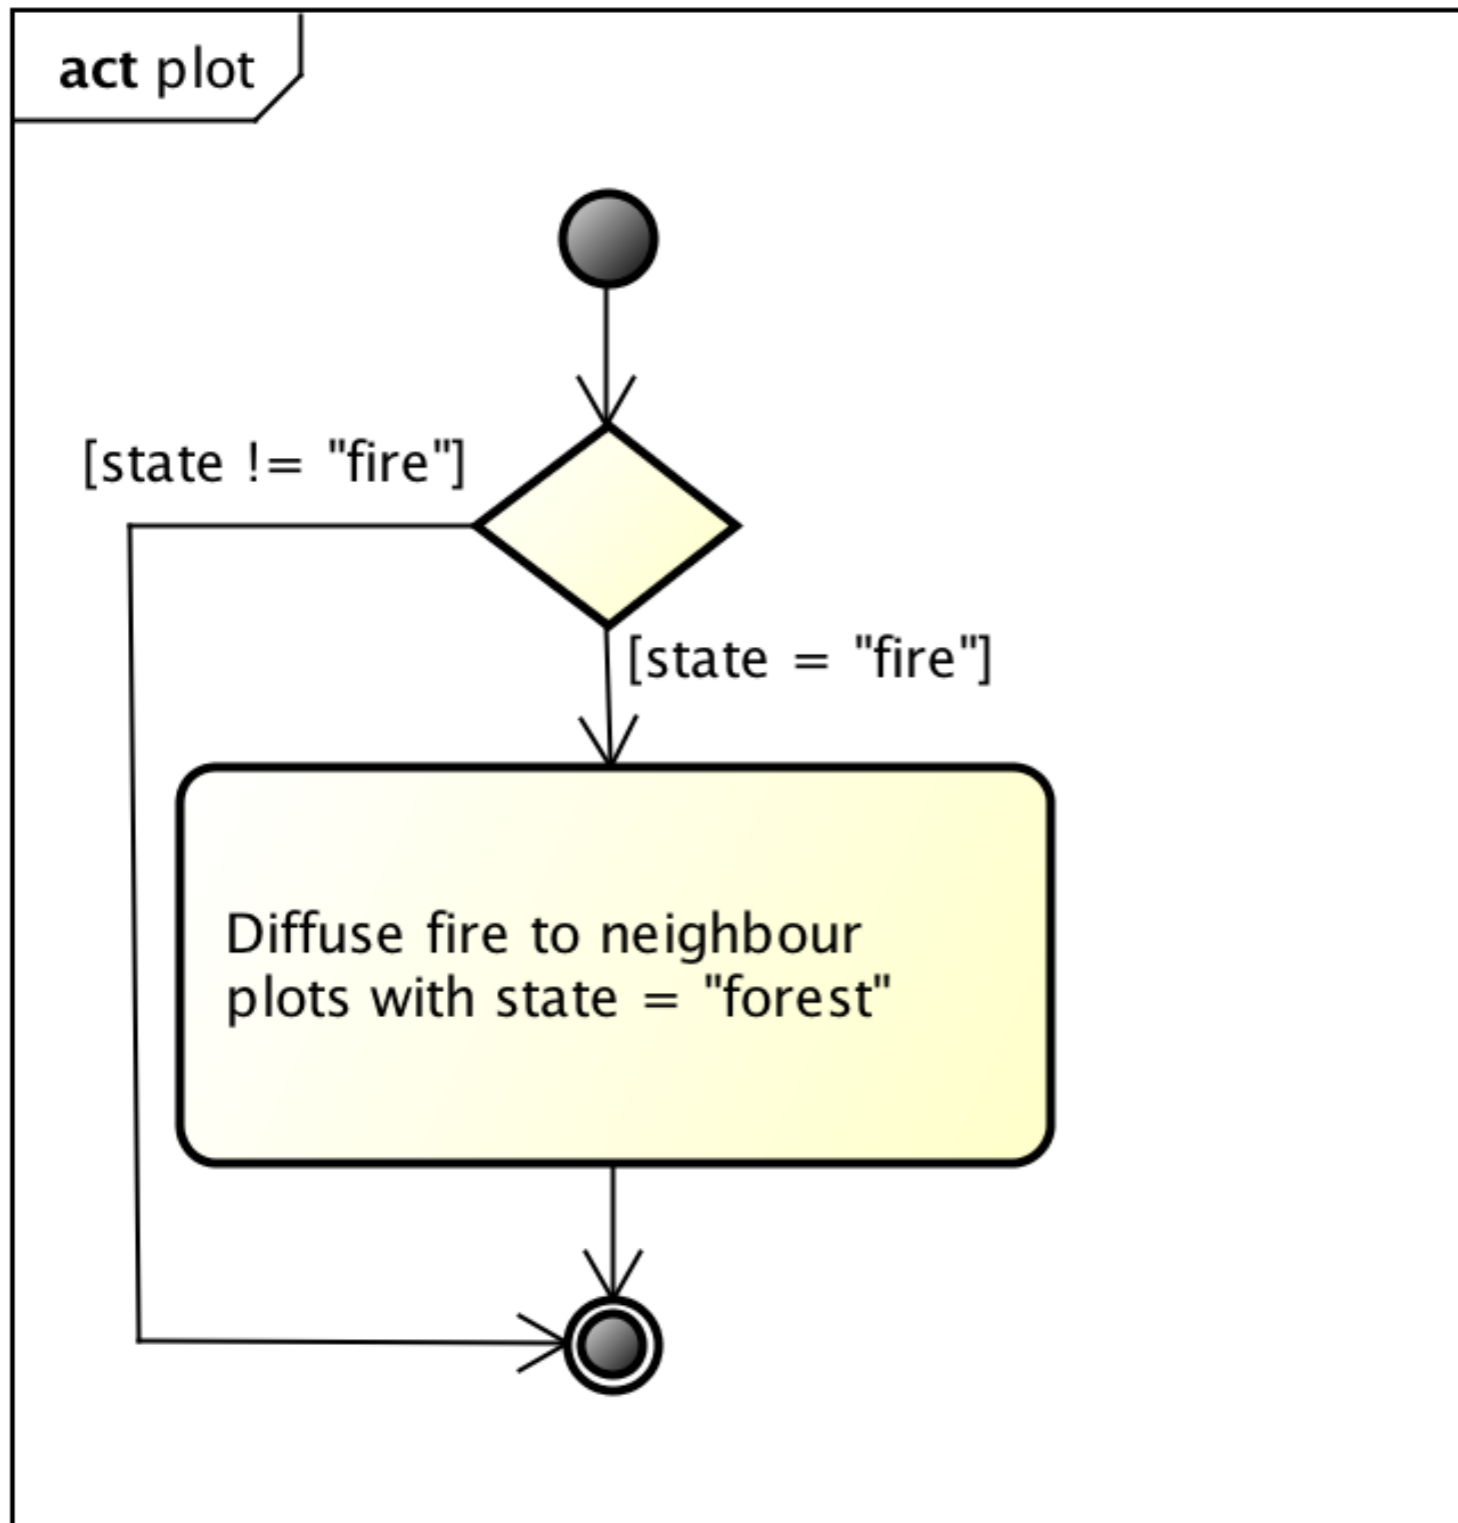 act plot
[state != "fire"]
[state = "fire"]
Diffuse fire to neighbour
plots with state = "forest"